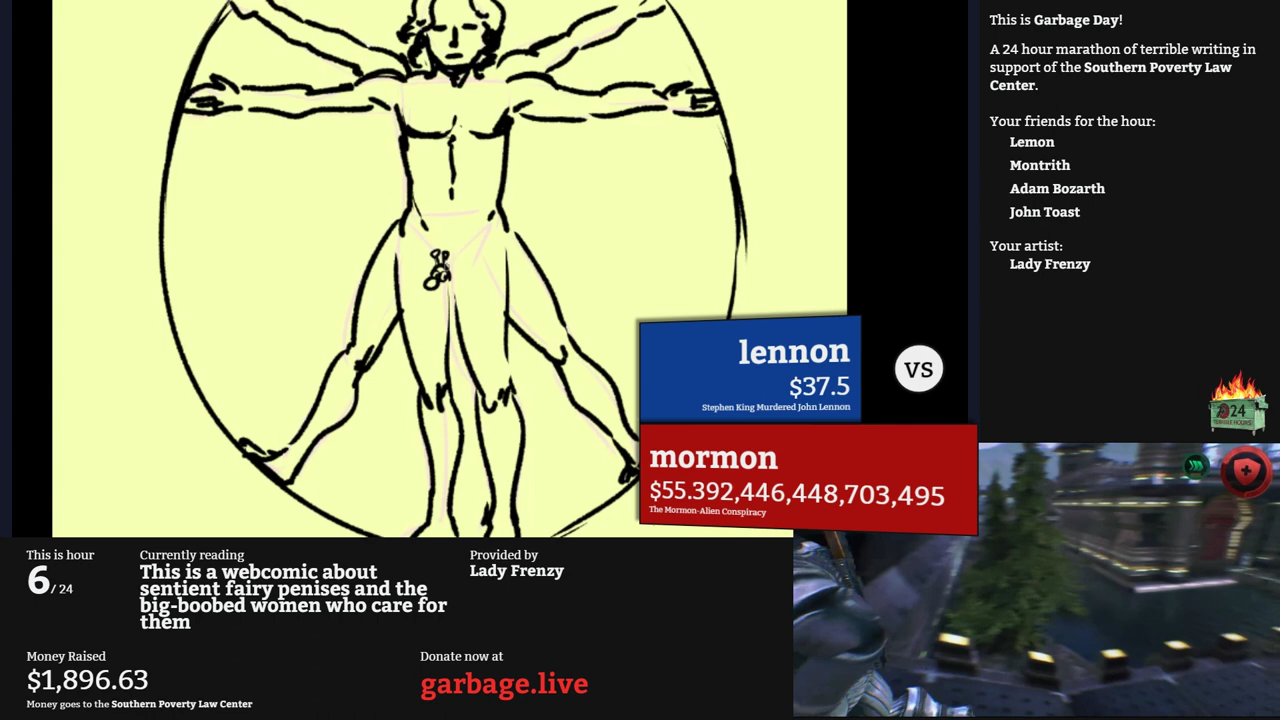 This is Garbage Day!
A 24 hour marathon of terrible writing in
support of the Southern Poverty Law
Center.
Your friends for the hour:
Lemon
Montrith
Adam Bozarth
John Toast
Your artist:
Lady Frenzy
lennon
$37.5
Stephen King Murdered John Lennon
VS
mormon
$55.392,446,448,703,495
The Mormon-Alien Conspiracy
This is hour
6/ 24
Currently reading
This is a webcomic about
sentient fairy penises and the
big-boobed women who care for
them
Provided by
Lady Frenzy
Money Raised
$1,896.63
Money goes to the Southern Poverty Law Center
Donate now at
garbage.live